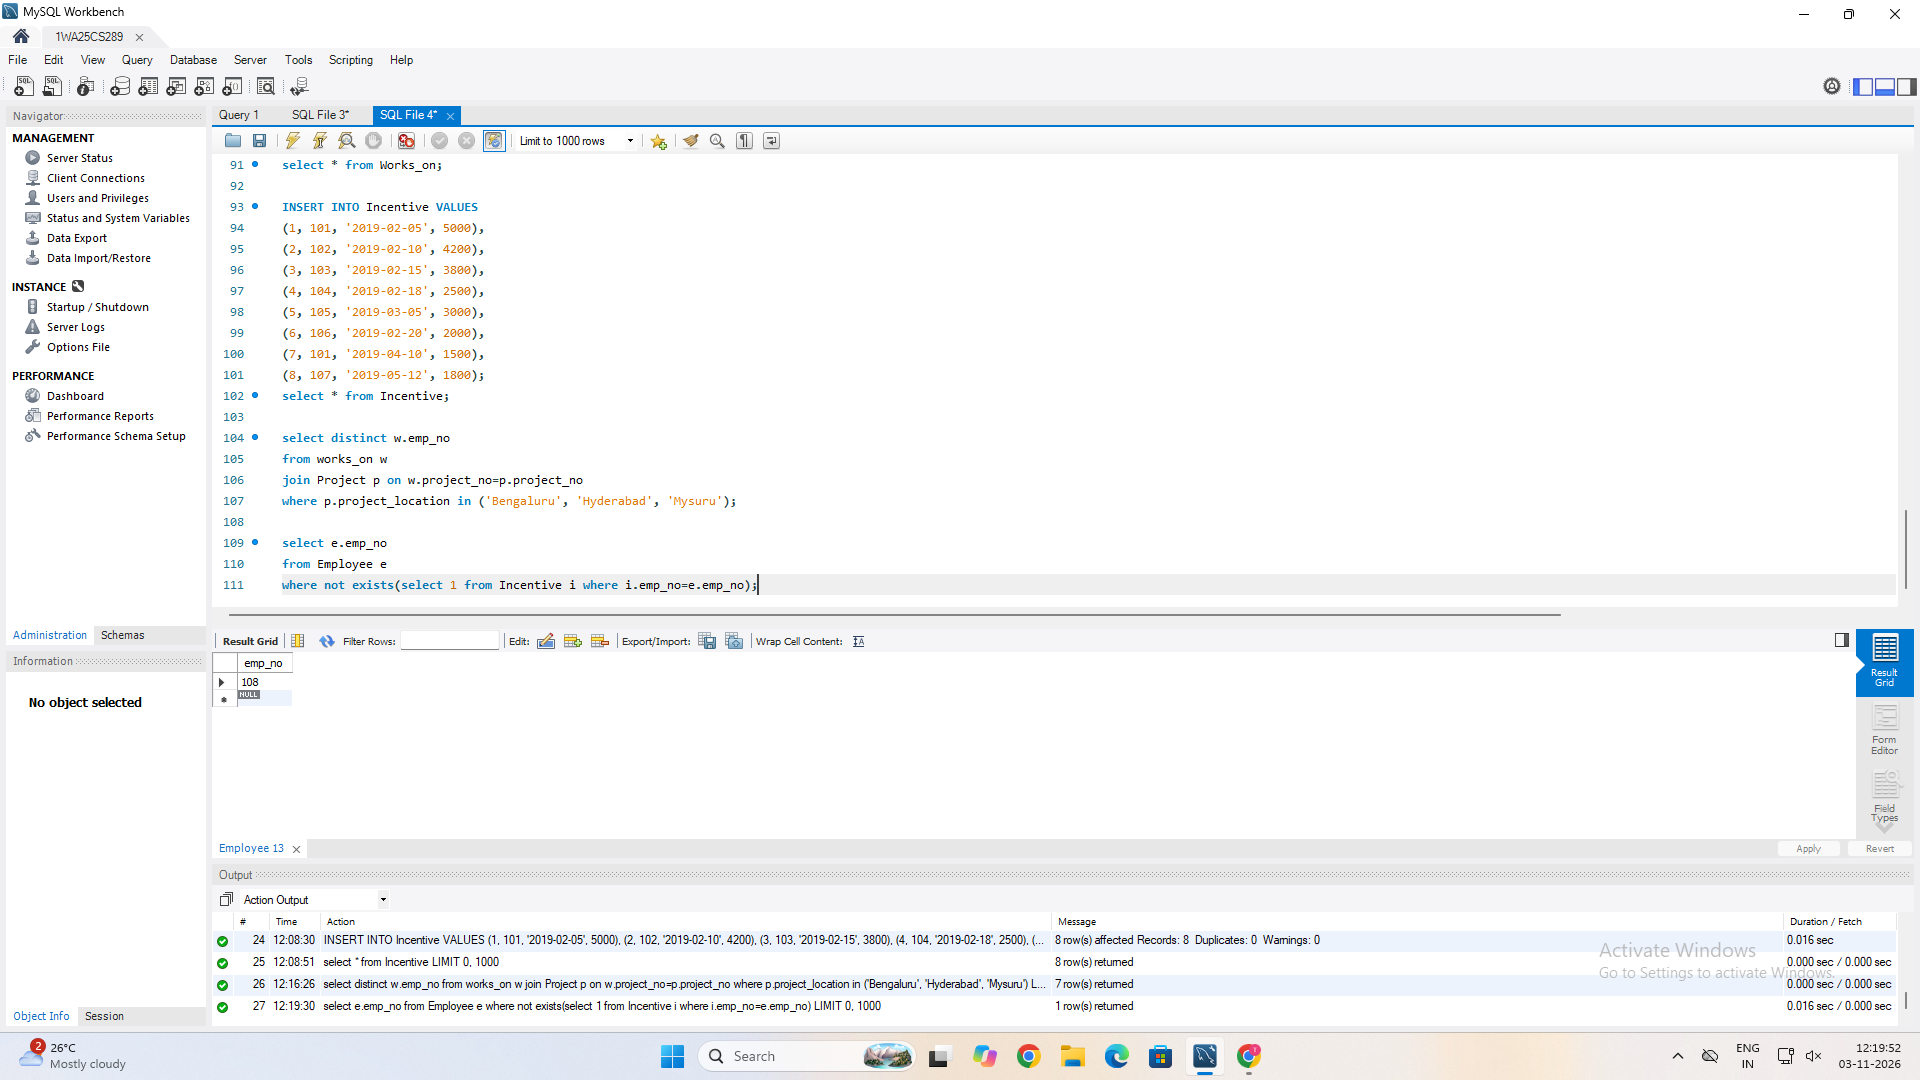 MySQL Workbench
1WA25CS289
File Edit View Query Database Server Tools Scripting Help
Navigator
MANAGEMENT
Server Status
Client Connections
Users and Privileges
Status and System Variables
Data Export
Data Import/Restore
INSTANCE
Startup / Shutdown
Server Logs
Options File
PERFORMANCE
Dashboard
Performance Reports
Performance Schema Setup
Administration Schemas
Information
No object selected
Object Info Session
Query 1 SQL File 3* SQL File 4*
Limit to 1000 rows
91 select * from Works_on;
92
93 INSERT INTO Incentive VALUES
94 (1, 101, '2019-02-05', 5000),
95 (2, 102, '2019-02-10', 4200),
96 (3, 103, '2019-02-15', 3800),
97 (4, 104, '2019-02-18', 2500),
98 (5, 105, '2019-03-05', 3000),
99 (6, 106, '2019-02-20', 2000),
100 (7, 101, '2019-04-10', 1500),
101 (8, 107, '2019-05-12', 1800);
102 select * from Incentive;
103
104 select distinct w.emp_no
105 from works_on w
106 join Project p on w.project_no=p.project_no
107 where p.project_location in ('Bengaluru', 'Hyderabad', 'Mysuru');
108
109 select e.emp_no
110 from Employee e
111 where not exists(select 1 from Incentive i where i.emp_no=e.emp_no);
Result Grid Filter Rows: Edit: Export/Import: Wrap Cell Content:
emp_no
108
NULL
Result Grid
Form Editor
Field Types
Employee 13
Apply Revert
Output
Action Output
# Time Action Message Duration / Fetch
24 12:08:30 INSERT INTO Incentive VALUES (1, 101, '2019-02-05', 5000), (2, 102, '2019-02-10', 4200), (3, 103, '2019-02-15', 3800), (4, 104, '2019-02-18', 2500), (... 8 row(s) affected Records: 8 Duplicates: 0 Warnings: 0 0.016 sec
25 12:08:51 select * from Incentive LIMIT 0, 1000 8 row(s) returned 0.000 sec / 0.000 sec
26 12:16:26 select distinct w.emp_no from works_on w join Project p on w.project_no=p.project_no where p.project_location in ('Bengaluru', 'Hyderabad', 'Mysuru') L... 7 row(s) returned 0.000 sec / 0.000 sec
27 12:19:30 select e.emp_no from Employee e where not exists(select 1 from Incentive i where i.emp_no=e.emp_no) LIMIT 0, 1000 1 row(s) returned 0.016 sec / 0.000 sec
Activate Windows
Go to Settings to activate Windows.
2
26°C
Mostly cloudy
Search
ENG
IN
12:19:52
03-11-2026